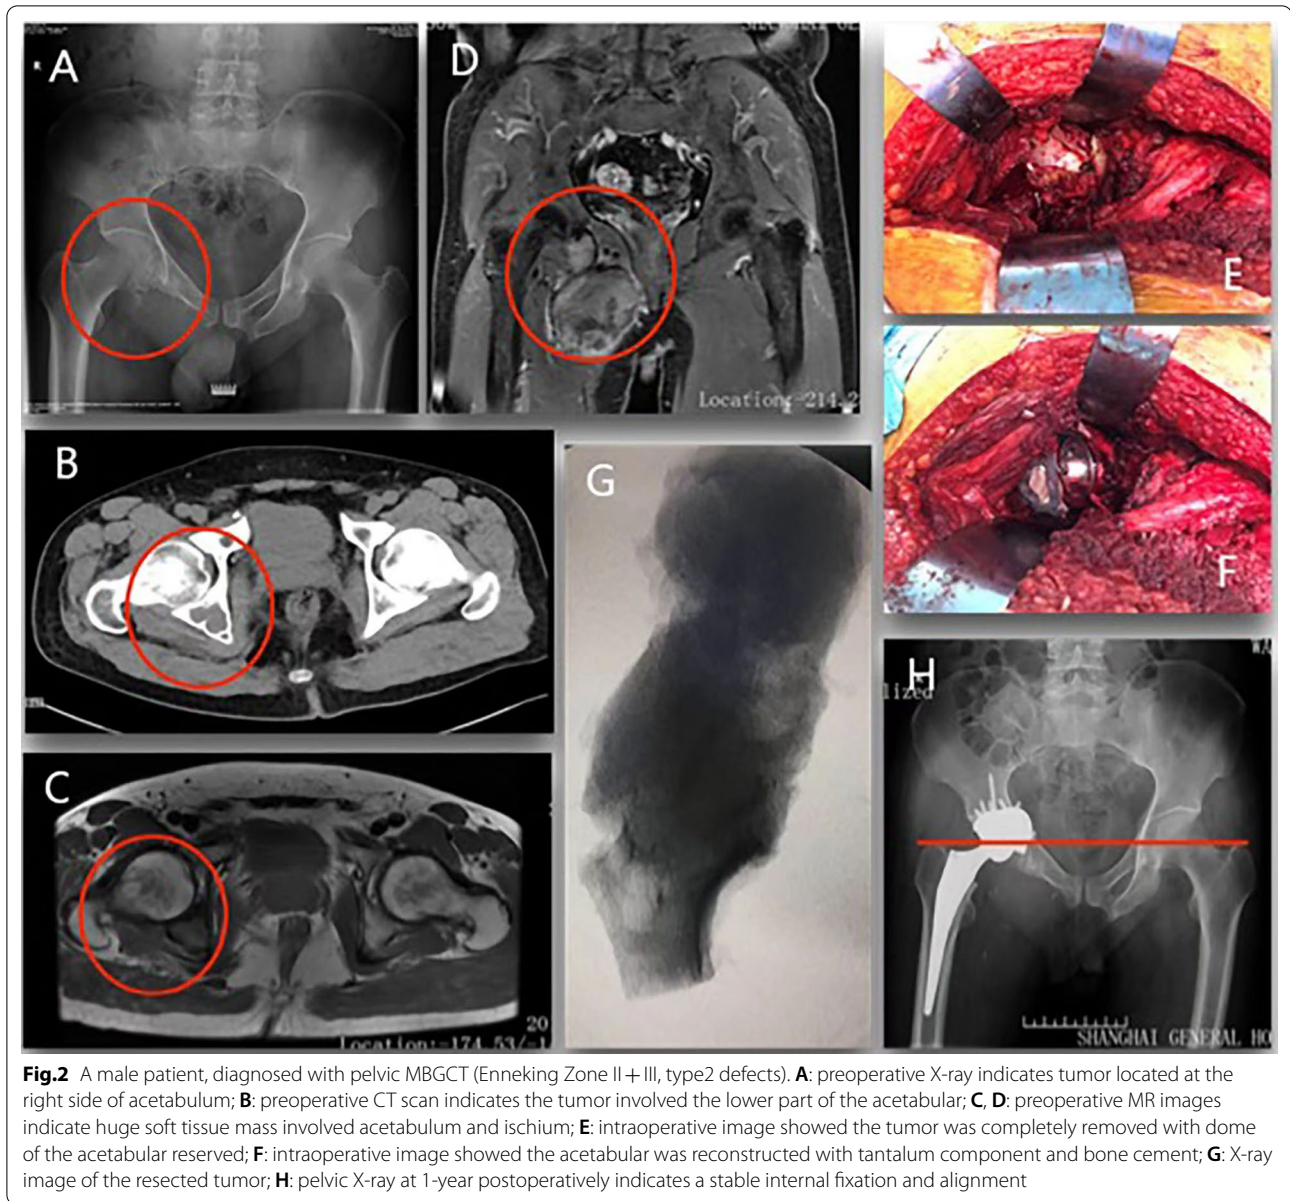 A
D
Location:-214.2
E
B
G
F
C
20
Location:-174.53/-1
H
WA
lized
SHANGHAI GENERAL HO
Fig.2 A male patient, diagnosed with pelvic MBGCT (Enneking Zone II + III, type2 defects). A: preoperative X-ray indicates tumor located at the
right side of acetabulum; B: preoperative CT scan indicates the tumor involved the lower part of the acetabular; C, D: preoperative MR images
indicate huge soft tissue mass involved acetabulum and ischium; E: intraoperative image showed the tumor was completely removed with dome
of the acetabular reserved; F: intraoperative image showed the acetabular was reconstructed with tantalum component and bone cement; G: X-ray
image of the resected tumor; H: pelvic X-ray at 1-year postoperatively indicates a stable internal fixation and alignment